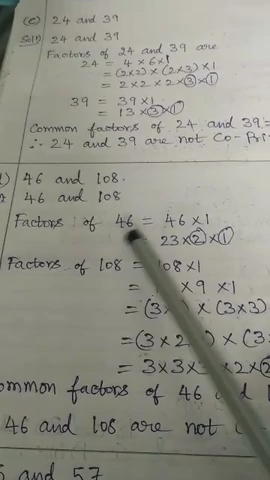 (c) 24 and 39
Soln) 24 and 39
Factors of 24 and 39 are
24 = 4 × 6 × 1
= (2×2) × (2×3) × 1
= 2 × 2 × 2 × 3 × 1
39 = 39 × 1
= 13 × 3 × 1
Common factors of 24 and 39 =
∴ 24 and 39 are not Co-Pri
46 and 108.
46 and 108
Factors of 46 = 46 × 1
23 × 2 × 1
Factors of 108 = 108 × 1
= × 9 × 1
= (3× ) × (3×3)
= (3 × 2 × (3
= 3 × 3 × × 2 × 2
ommon factors of 46 and
46 and 108 are not
and 57